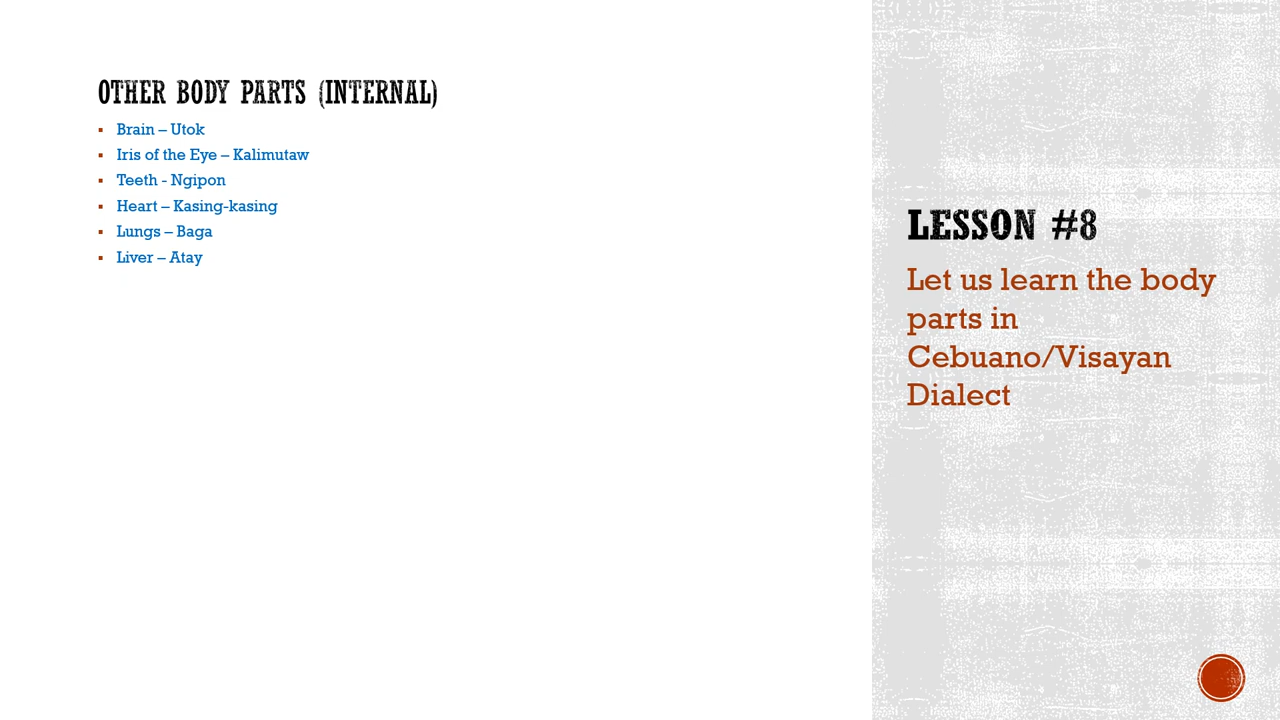 OTHER BODY PARTS (INTERNAL)
▪ Brain – Utok
▪ Iris of the Eye – Kalimutaw
▪ Teeth - Ngipon
▪ Heart – Kasing-kasing
▪ Lungs – Baga
▪ Liver – Atay
LESSON #8
Let us learn the body
parts in
Cebuano/Visayan
Dialect